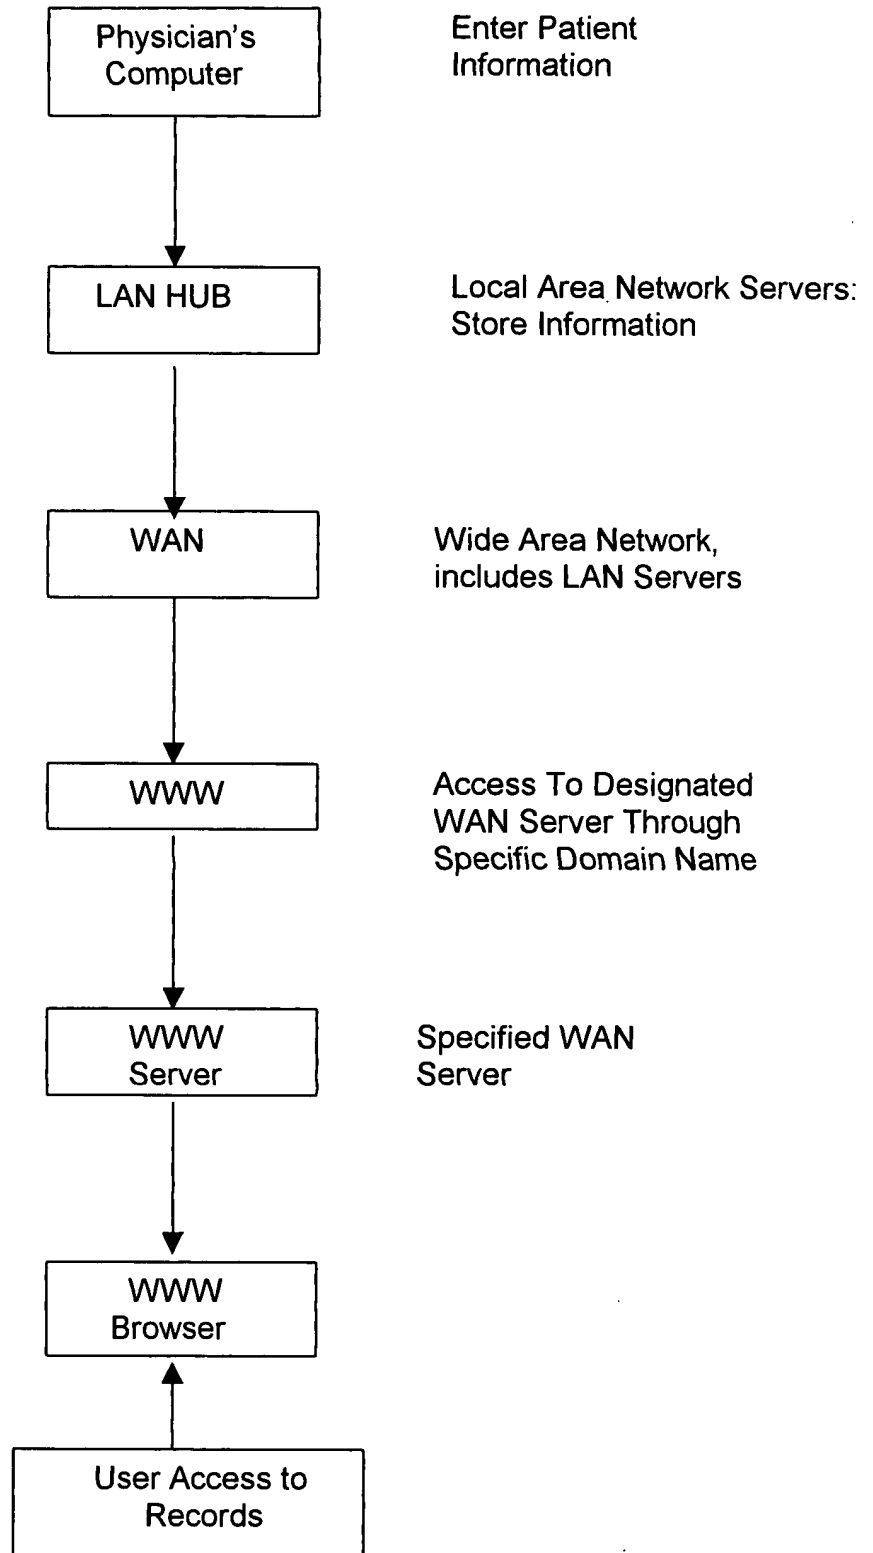 Physician's
Computer
Enter Patient
Information
LAN HUB
Local Area Network Servers:
Store Information
WAN
Wide Area Network,
includes LAN Servers
WWW
Access To Designated
WAN Server Through
Specific Domain Name
WWW
Server
Specified WAN
Server
WWW
Browser
User Access to
Records